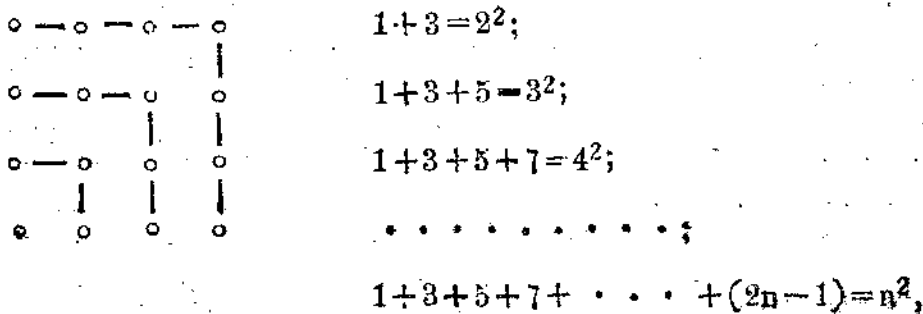 1+3=2²;
1+3+5=3²;
1+3+5+7=4²;
· · · · · · · · · ·;
1+3+5+7+ · · · +(2n-1)=n²,